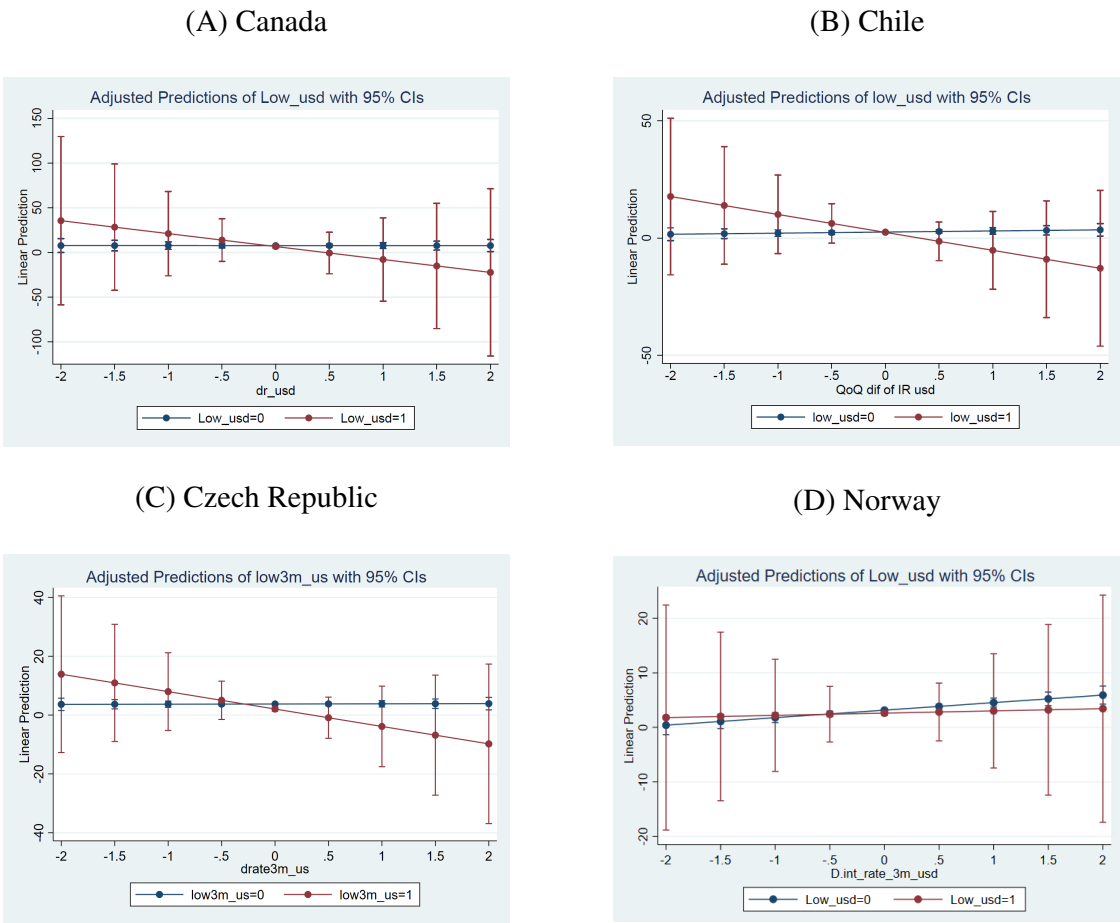 (A) Canada
Adjusted Predictions of Low_usd with 95% CIs
Linear Prediction
150
100
50
0
-50
-100
-2 -1.5 -1 -.5 0 .5 1 1.5 2
dr_usd
Low_usd=0 Low_usd=1
(B) Chile
Adjusted Predictions of low_usd with 95% CIs
Linear Prediction
50
0
-50
-2 -1.5 -1 -.5 0 .5 1 1.5 2
QoQ dif of IR usd
low_usd=0 low_usd=1
(C) Czech Republic
Adjusted Predictions of low3m_us with 95% CIs
Linear Prediction
40
20
0
-20
-40
-2 -1.5 -1 -.5 0 .5 1 1.5 2
drate3m_us
low3m_us=0 low3m_us=1
(D) Norway
Adjusted Predictions of Low_usd with 95% CIs
Linear Prediction
20
10
0
-10
-20
-2 -1.5 -1 -.5 0 .5 1 1.5 2
D.int_rate_3m_usd
Low_usd=0 Low_usd=1